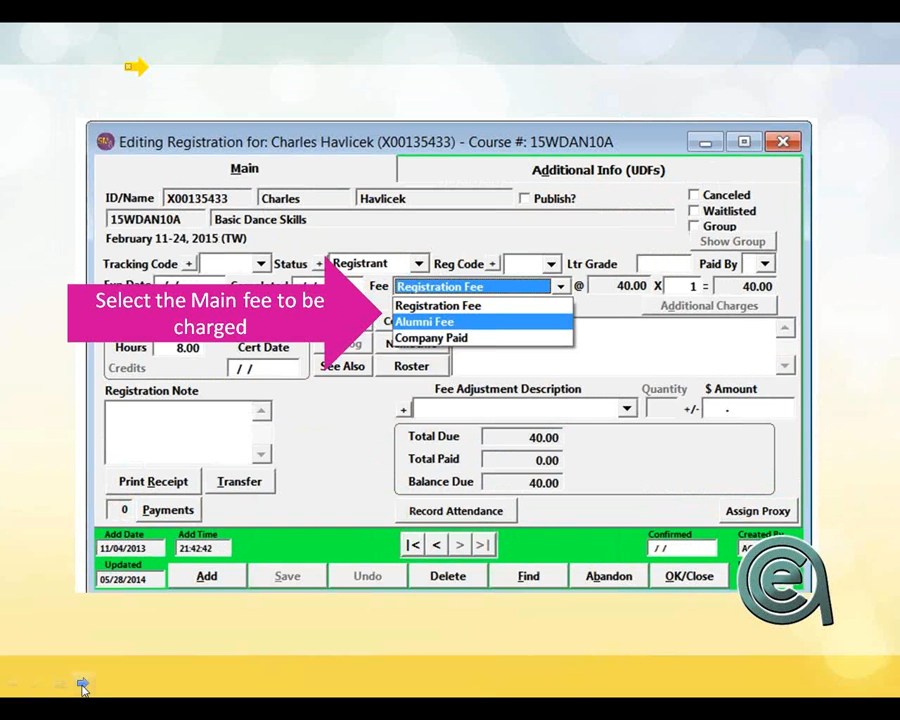 Editing Registration for: Charles Havlicek (X00135433) - Course #: 15WDAN10A
Main
Additional Info (UDFs)
ID/Name X00135433 Charles Havlicek Publish?
Canceled
15WDAN10A Basic Dance Skills
Waitlisted
Group
February 11-24, 2015 (TW)
Show Group
Tracking Code + Status + Registrant Reg Code + Ltr Grade Paid By
Fee Registration Fee @ 40.00 X 1 = 40.00
Select the Main fee to be
charged
Registration Fee
Additional Charges
Alumni Fee
Company Paid
Hours 8.00 Cert Date
Credits / / See Also Roster
Registration Note
Fee Adjustment Description Quantity $ Amount
+ +/- .
Total Due 40.00
Total Paid 0.00
Balance Due 40.00
Print Receipt Transfer
0 Payments
Record Attendance
Assign Proxy
Add Date Add Time Confirmed
11/04/2013 21:42:42 |< < > >| / /
Updated
05/28/2014 Add Save Undo Delete Find Abandon OK/Close